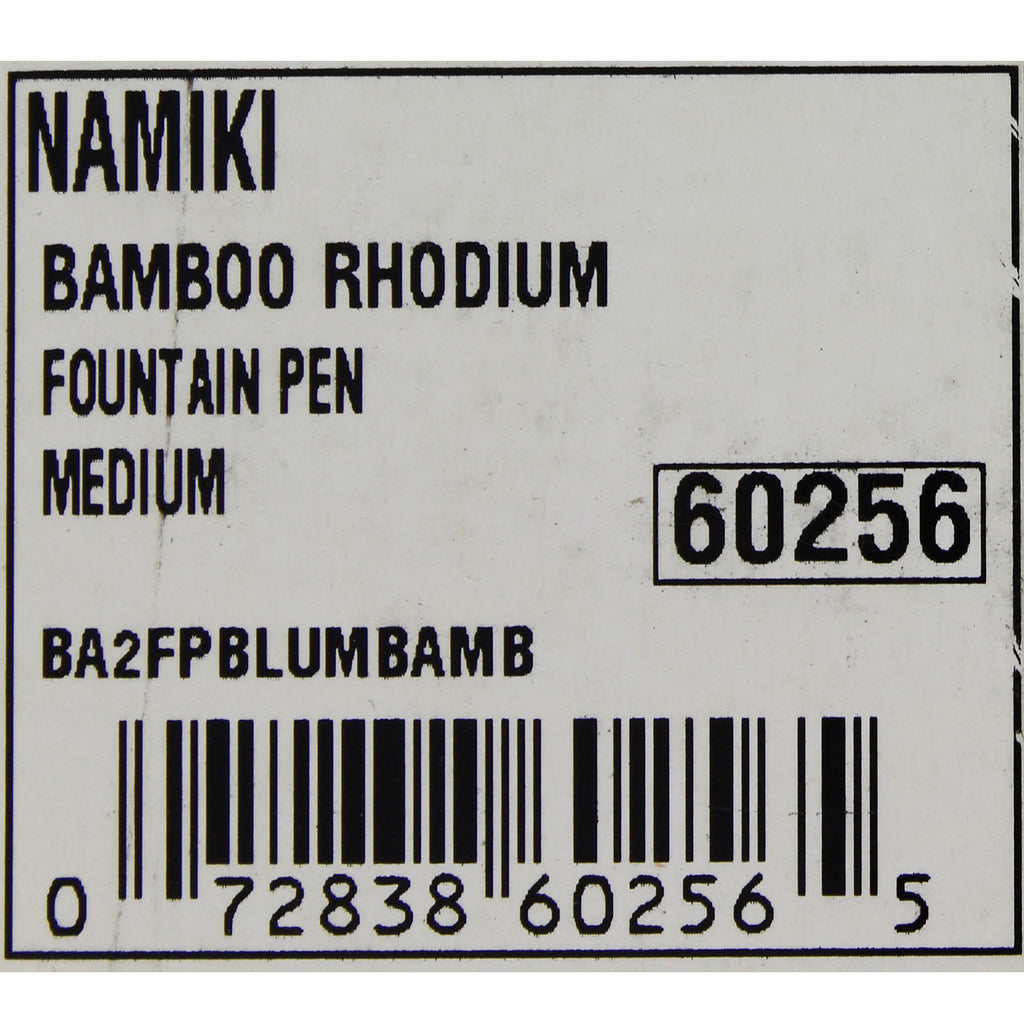 NAMIKI
BAMBOO RHODIUM
FOUNTAIN PEN
MEDIUM
60256
BA2FPBLUMBAMB
0 72838 60256 5